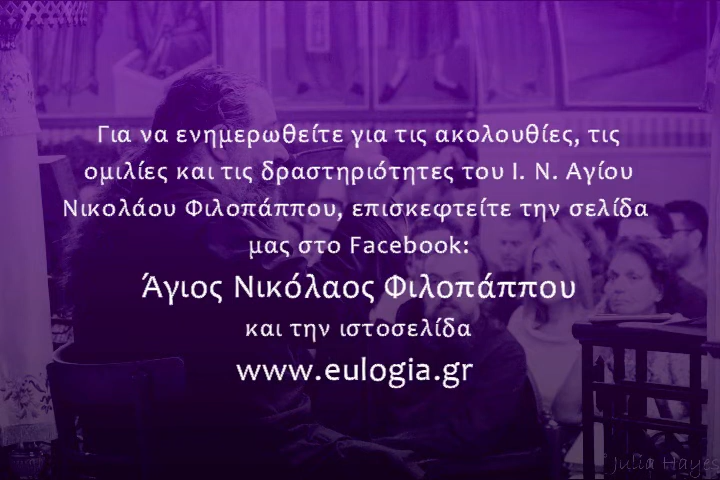 Για να ενημερωθείτε για τις ακολουθίες, τις
ομιλίες και τις δραστηριότητες του Ι. Ν. Αγίου
Νικολάου Φιλοπάππου, επισκεφτείτε την σελίδα
μας στο Facebook:
Άγιος Νικόλαος Φιλοπάππου
και την ιστοσελίδα
www.eulogia.gr
Julia Hayes